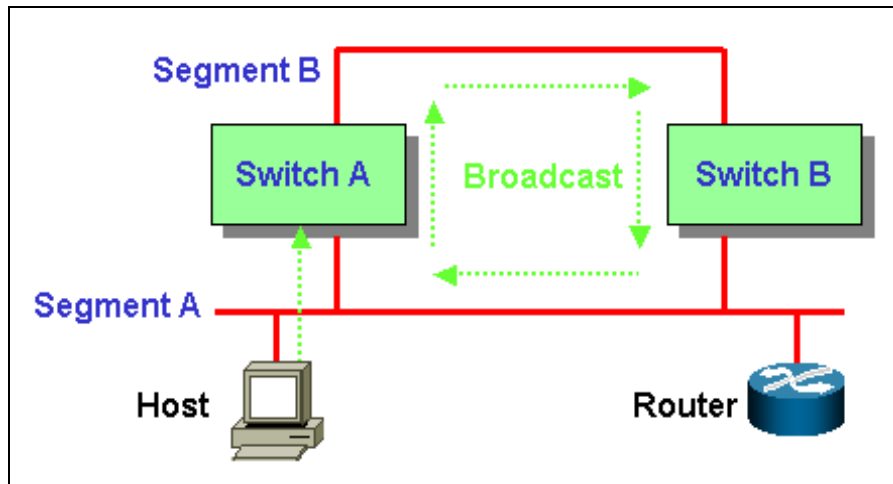 Segment B
Switch A
Broadcast
Switch B
Segment A
Host
Router